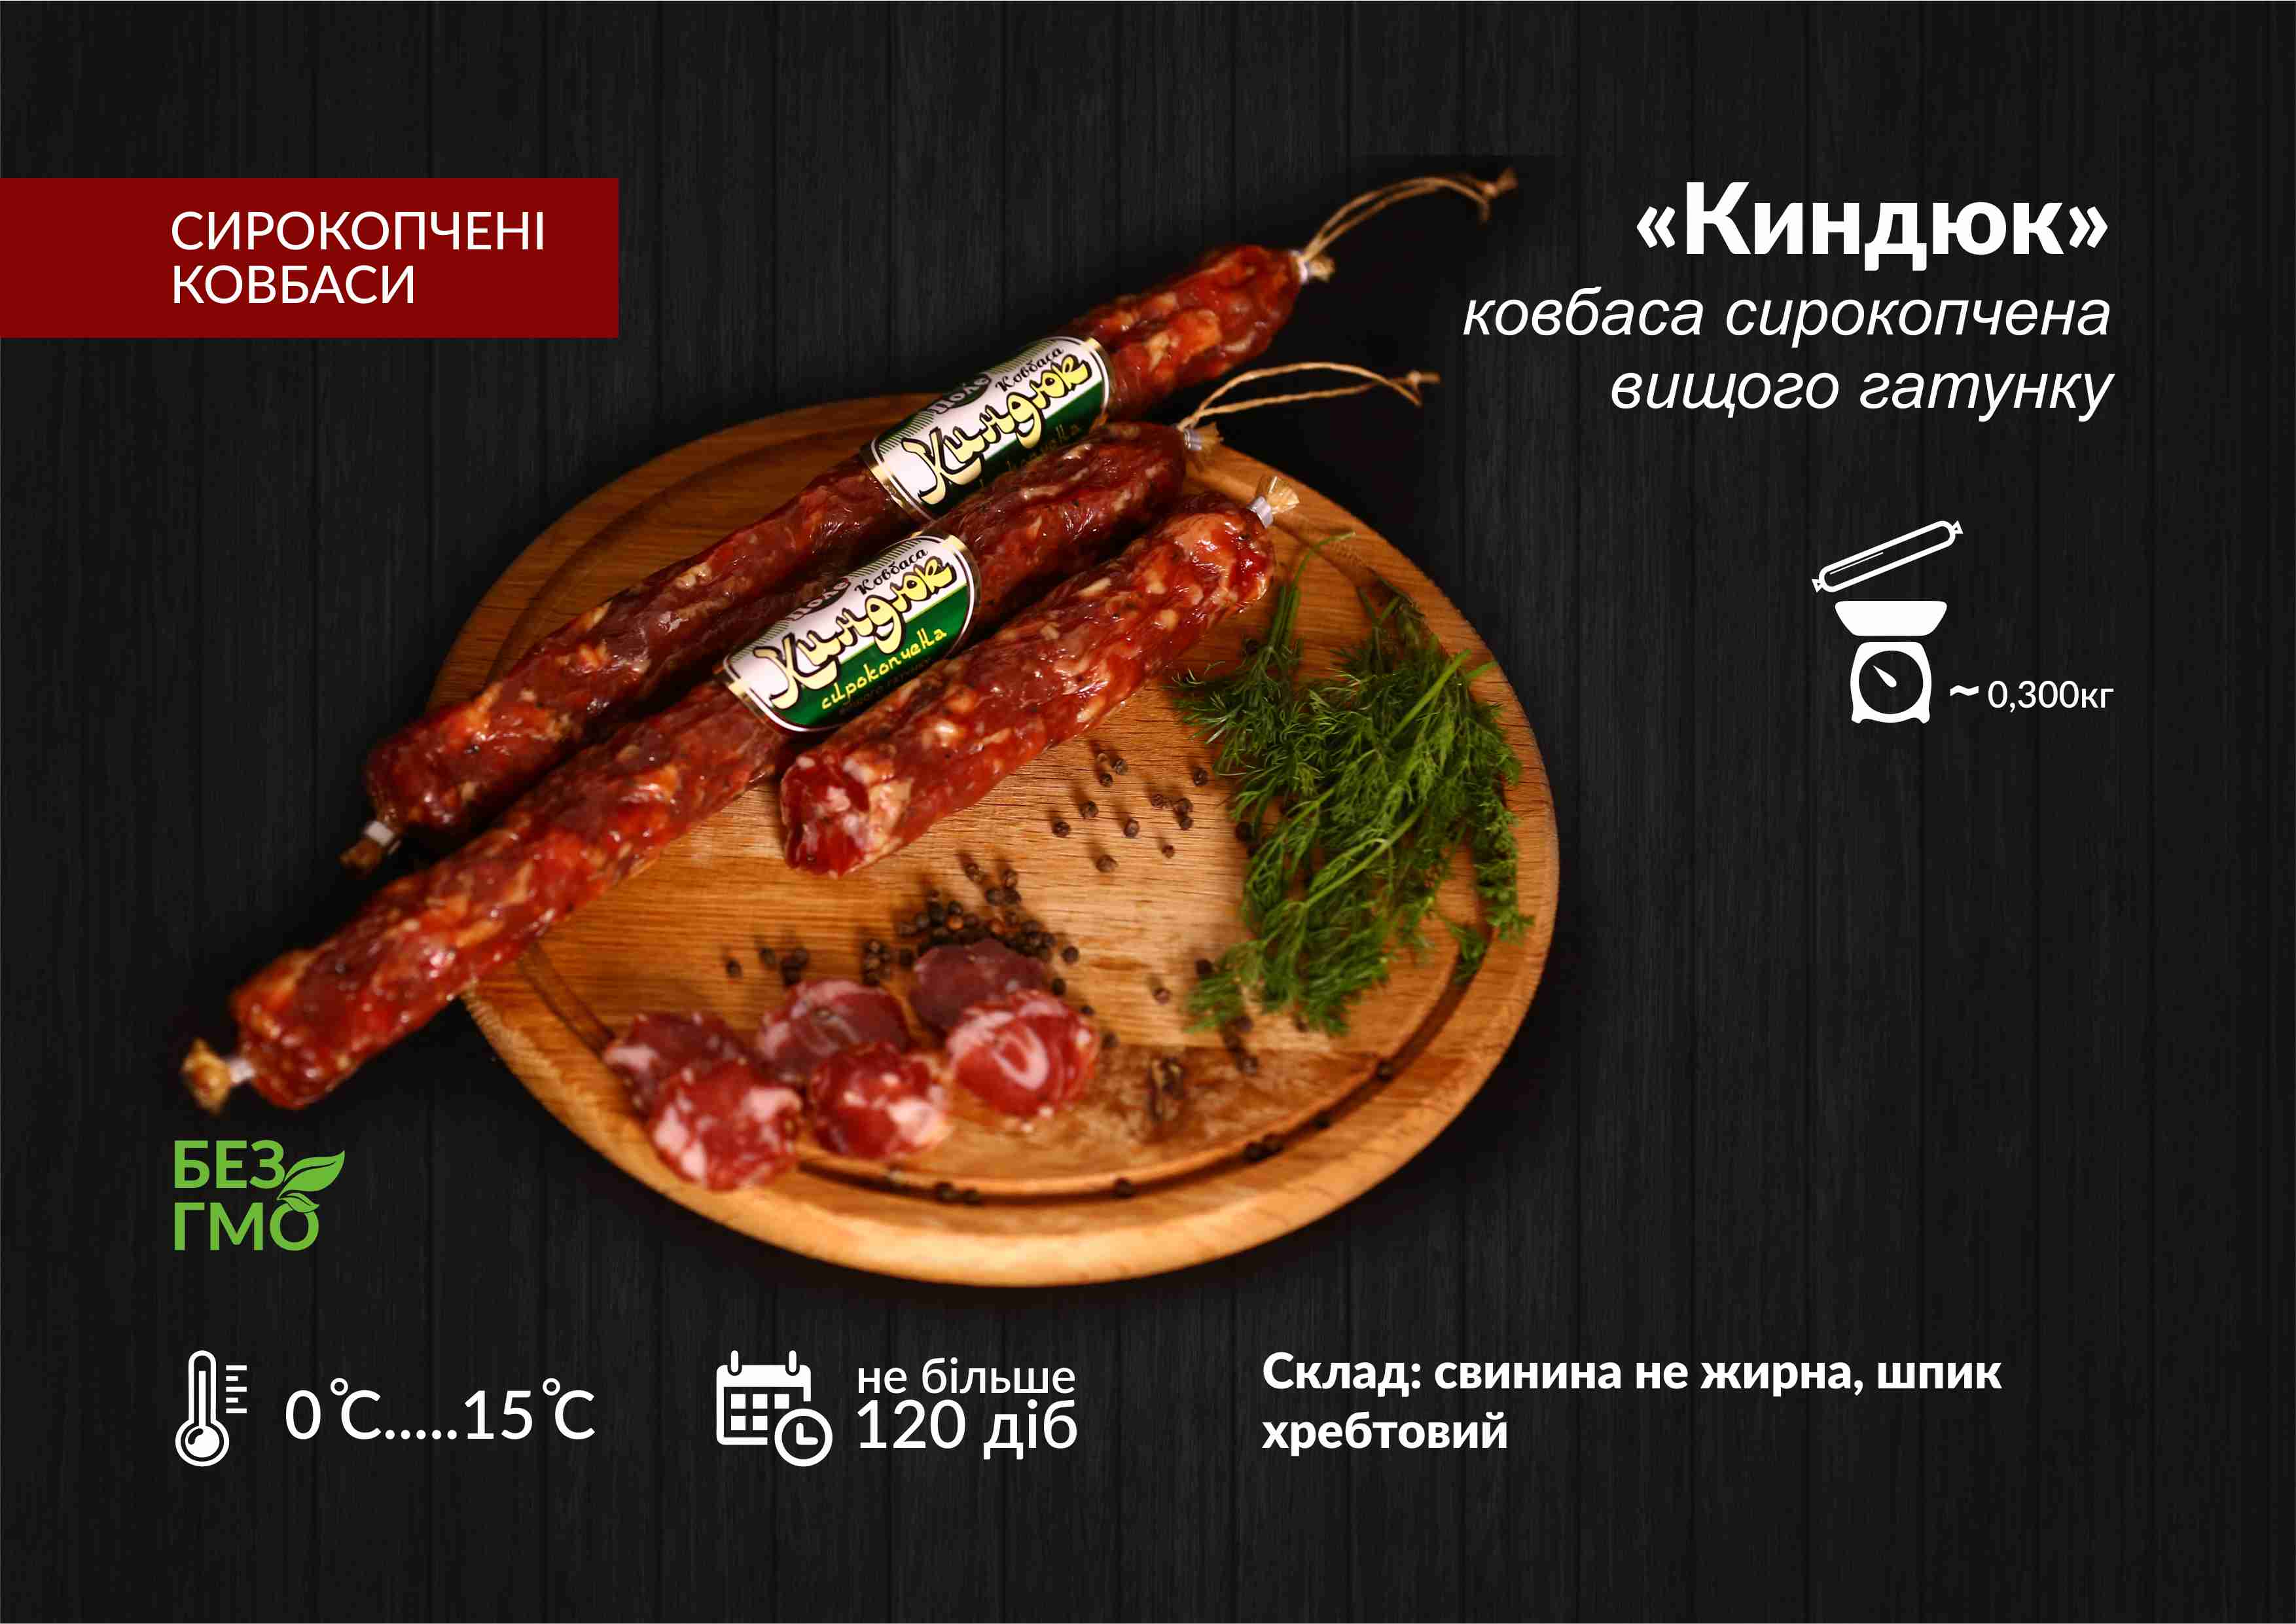 СИРОКОПЧЕНІ
КОВБАСИ
«Киндюк»
ковбаса сирокопчена
вищого гатунку
Ковбаса
Киндюк
Ковбаса
Киндюк
сирокопчена
~ 0,300кг
БЕЗ
ГМО
0°C.....15°C
не більше
120 діб
Склад: свинина не жирна, шпик
хребтовий